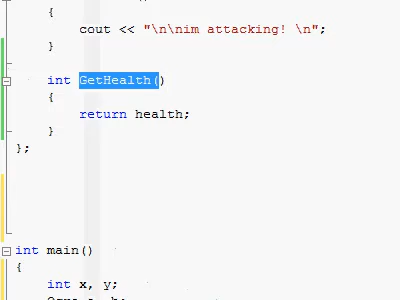 {
cout << "\n\nim attacking! \n";
}
int GetHealth()
{
return health;
}
};
int main()
{
int x, y;